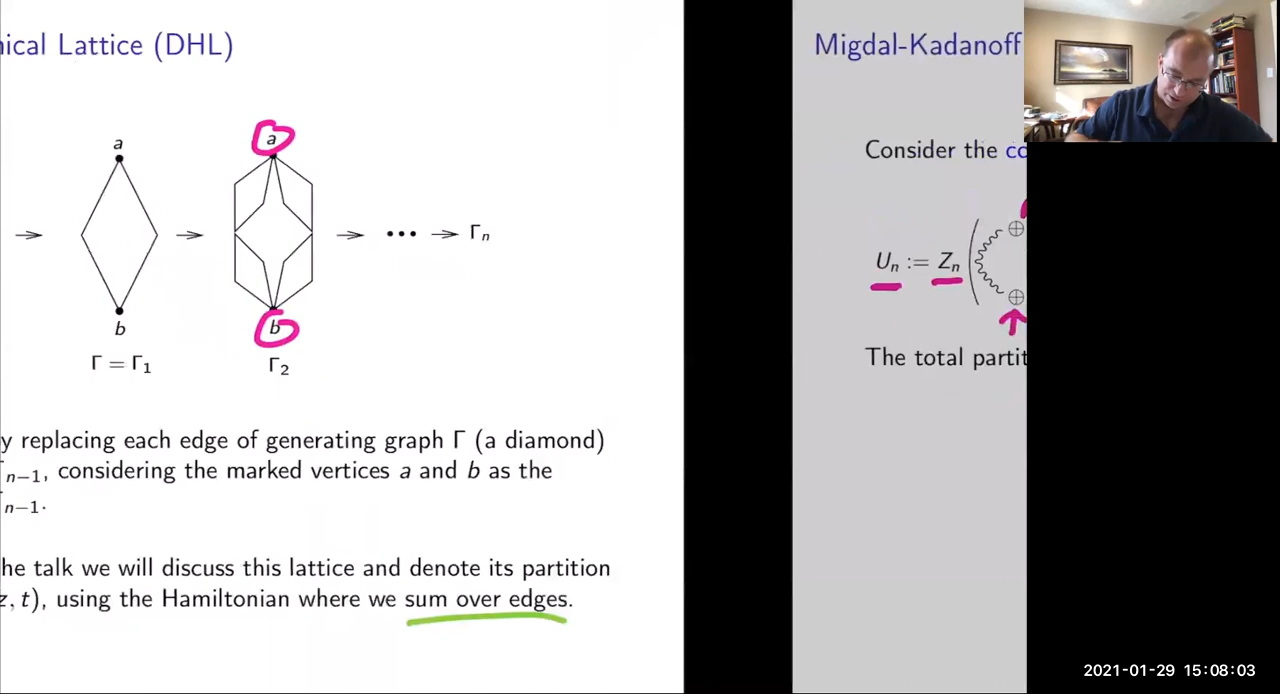 ical Lattice (DHL)
a
b
Γ = Γ1
a
b
Γ2
Γn
y replacing each edge of generating graph Γ (a diamond)
n−1, considering the marked vertices a and b as the
n−1.
he talk we will discuss this lattice and denote its partition
z, t), using the Hamiltonian where we sum over edges.
Migdal-Kadanoff
Consider the co
Un := Zn
The total partit
2021-01-29 15:08:03